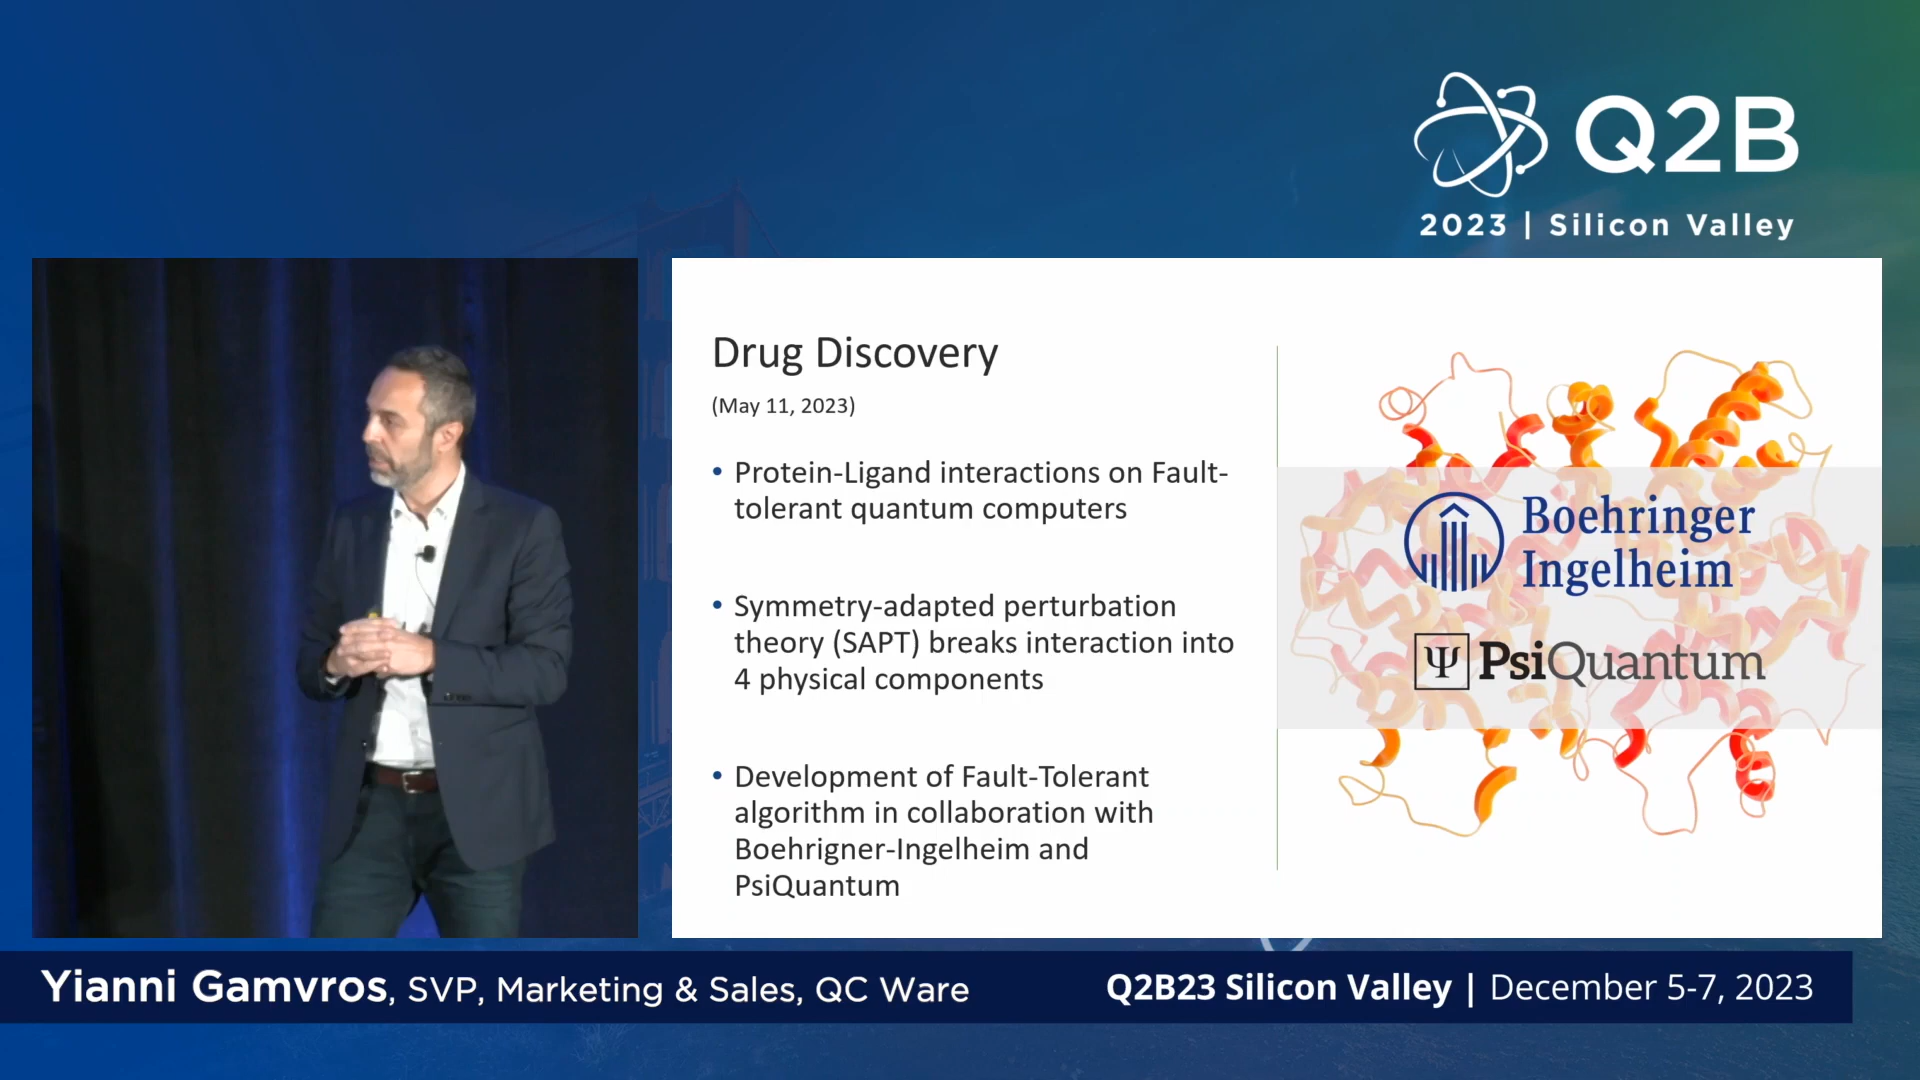 Q2B
2023 | Silicon Valley
Drug Discovery
(May 11, 2023)
• Protein-Ligand interactions on Fault-
tolerant quantum computers
• Symmetry-adapted perturbation
theory (SAPT) breaks interaction into
4 physical components
• Development of Fault-Tolerant
algorithm in collaboration with
Boehrigner-Ingelheim and
PsiQuantum
Boehringer
Ingelheim
Ψ PsiQuantum
Yianni Gamvros, SVP, Marketing & Sales, QC Ware
Q2B23 Silicon Valley | December 5-7, 2023